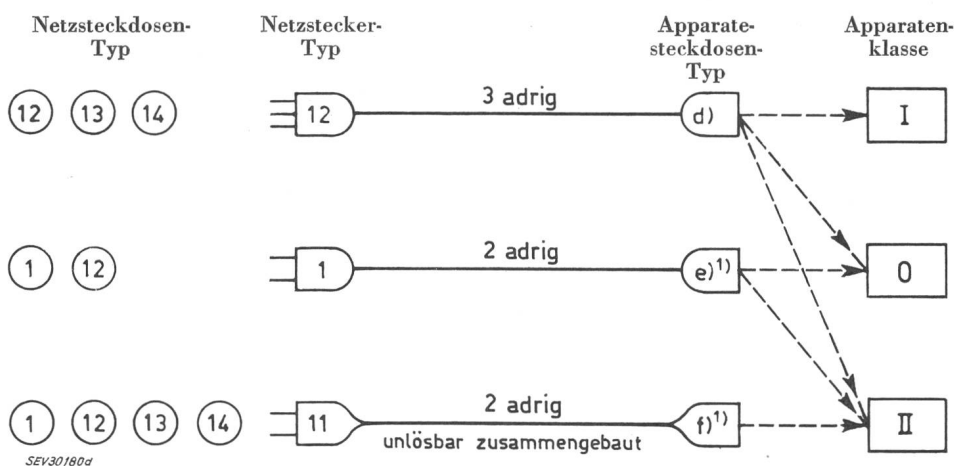 Netzsteckdosen-
Typ
Netzstecker-
Typ
Apparate-
steckdosen-
Typ
Apparaten-
klasse
12 13 14 12 3 adrig d) I
1 12 1 2 adrig e)¹⁾ 0
1 12 13 14 11 2 adrig f)¹⁾ II
unlösbar zusammengebaut
SEV30180d